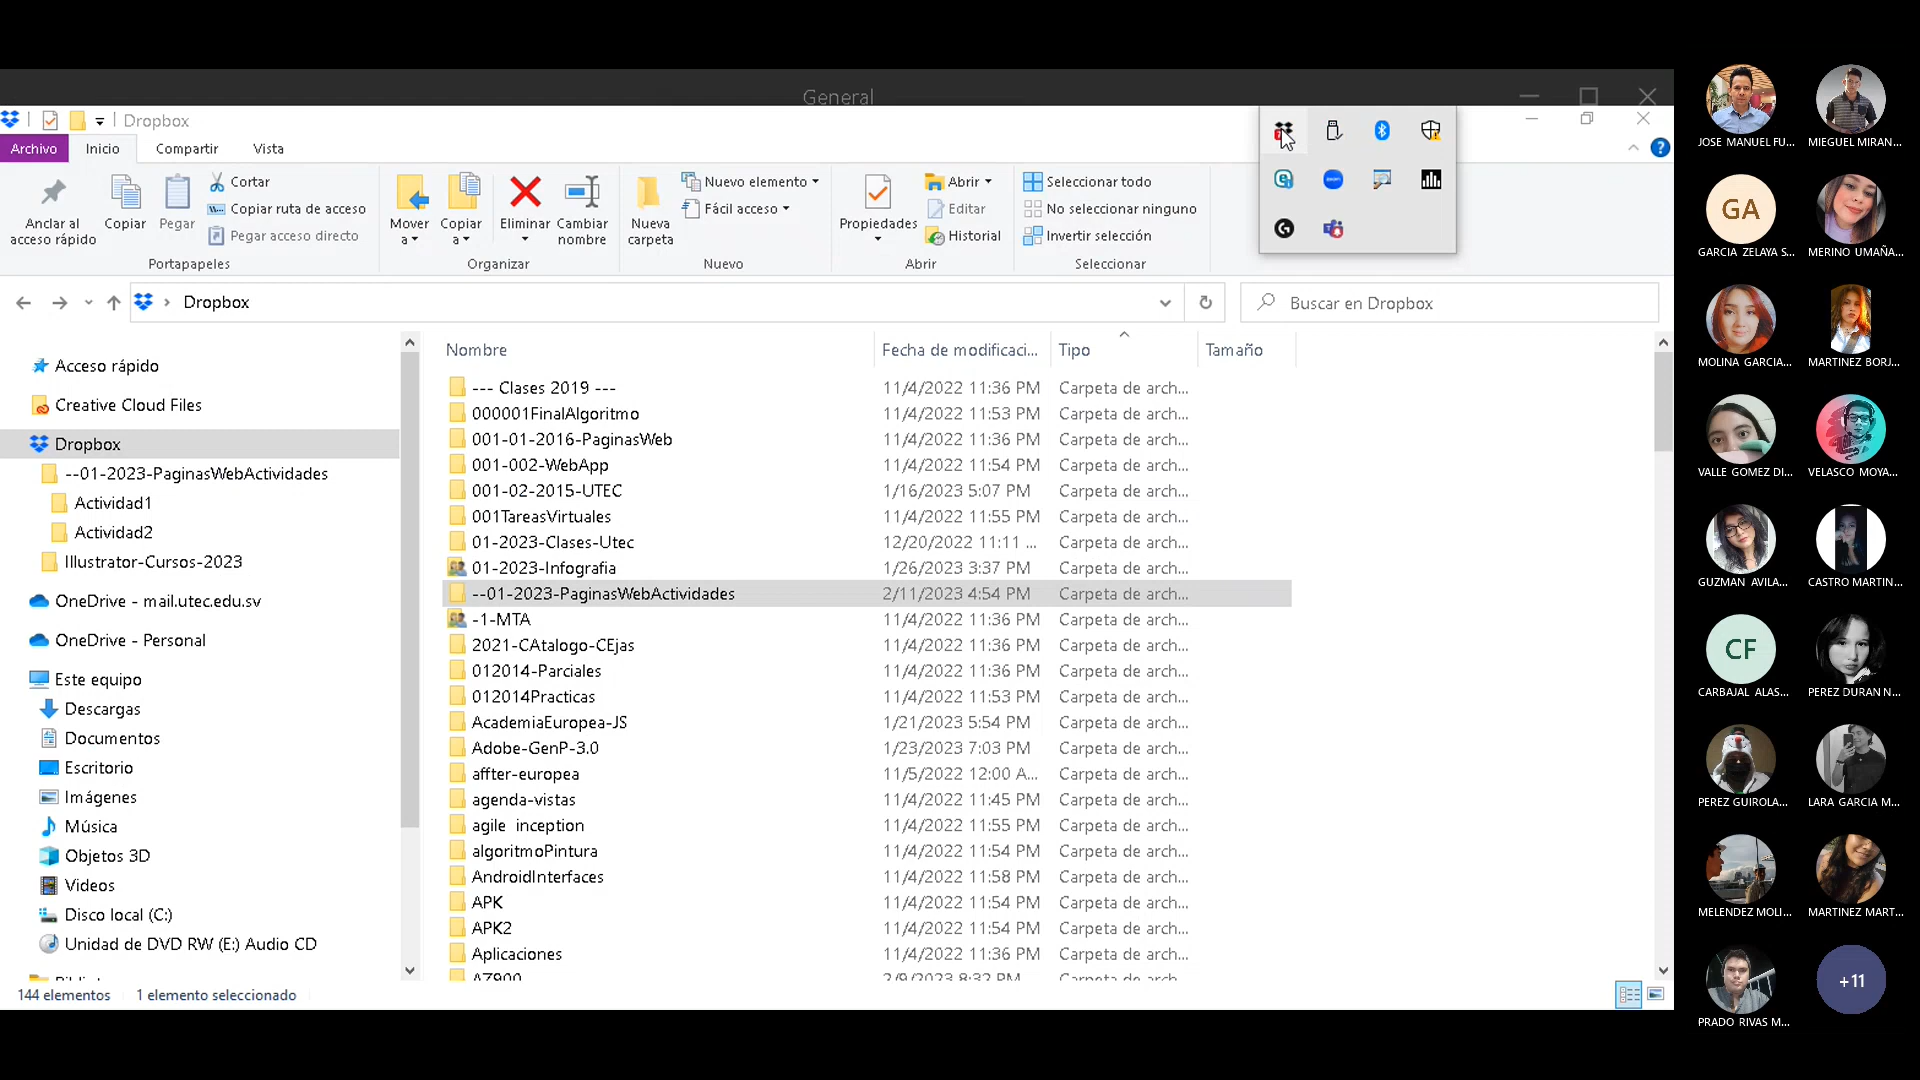 General
Dropbox
Archivo
Inicio
Compartir
Vista
Anclar al
acceso rápido
Copiar
Pegar
Cortar
Copiar ruta de acceso
Pegar acceso directo
Portapapeles
Mover
a
Copiar
a
Eliminar
Cambiar
nombre
Organizar
Nueva
carpeta
Nuevo elemento
Fácil acceso
Nuevo
Propiedades
Abrir
Editar
Historial
Abrir
Seleccionar todo
No seleccionar ninguno
Invertir selección
Seleccionar
Dropbox
Buscar en Dropbox
Acceso rápido
Creative Cloud Files
Dropbox
--01-2023-PaginasWebActividades
Actividad1
Actividad2
Illustrator-Cursos-2023
OneDrive - mail.utec.edu.sv
OneDrive - Personal
Este equipo
Descargas
Documentos
Escritorio
Imágenes
Música
Objetos 3D
Videos
Disco local (C:)
Unidad de DVD RW (E:) Audio CD
Nombre Fecha de modificaci... Tipo Tamaño
--- Clases 2019 --- 11/4/2022 11:36 PM Carpeta de arch...
000001FinalAlgoritmo 11/4/2022 11:53 PM Carpeta de arch...
001-01-2016-PaginasWeb 11/4/2022 11:36 PM Carpeta de arch...
001-002-WebApp 11/4/2022 11:54 PM Carpeta de arch...
001-02-2015-UTEC 1/16/2023 5:07 PM Carpeta de arch...
001TareasVirtuales 11/4/2022 11:55 PM Carpeta de arch...
01-2023-Clases-Utec 12/20/2022 11:11 ... Carpeta de arch...
01-2023-Infografia 1/26/2023 3:37 PM Carpeta de arch...
--01-2023-PaginasWebActividades 2/11/2023 4:54 PM Carpeta de arch...
-1-MTA 11/4/2022 11:36 PM Carpeta de arch...
2021-CAtalogo-CEjas 11/4/2022 11:36 PM Carpeta de arch...
012014-Parciales 11/4/2022 11:36 PM Carpeta de arch...
012014Practicas 11/4/2022 11:53 PM Carpeta de arch...
AcademiaEuropea-JS 1/21/2023 5:54 PM Carpeta de arch...
Adobe-GenP-3.0 1/23/2023 7:03 PM Carpeta de arch...
affter-europea 11/5/2022 12:00 A... Carpeta de arch...
agenda-vistas 11/4/2022 11:45 PM Carpeta de arch...
agile inception 11/4/2022 11:55 PM Carpeta de arch...
algoritmoPintura 11/4/2022 11:54 PM Carpeta de arch...
AndroidInterfaces 11/4/2022 11:58 PM Carpeta de arch...
APK 11/4/2022 11:54 PM Carpeta de arch...
APK2 11/4/2022 11:54 PM Carpeta de arch...
Aplicaciones 11/4/2022 11:36 PM Carpeta de arch...
AZ900 2/9/2023 8:32 PM Carpeta de arch...
144 elementos 1 elemento seleccionado
JOSE MANUEL FU... MIEGUEL MIRAN...
GA
GARCIA ZELAYA S... MERINO UMAÑA...
MOLINA GARCIA... MARTINEZ BORJ...
VALLE GOMEZ DI... VELASCO MOYA...
GUZMAN AVILA... CASTRO MARTIN...
CF
CARBAJAL ALAS... PEREZ DURAN N...
PEREZ GUIROLA... LARA GARCIA M...
MELENDEZ MOLI... MARTINEZ MART...
+11
PRADO RIVAS M...